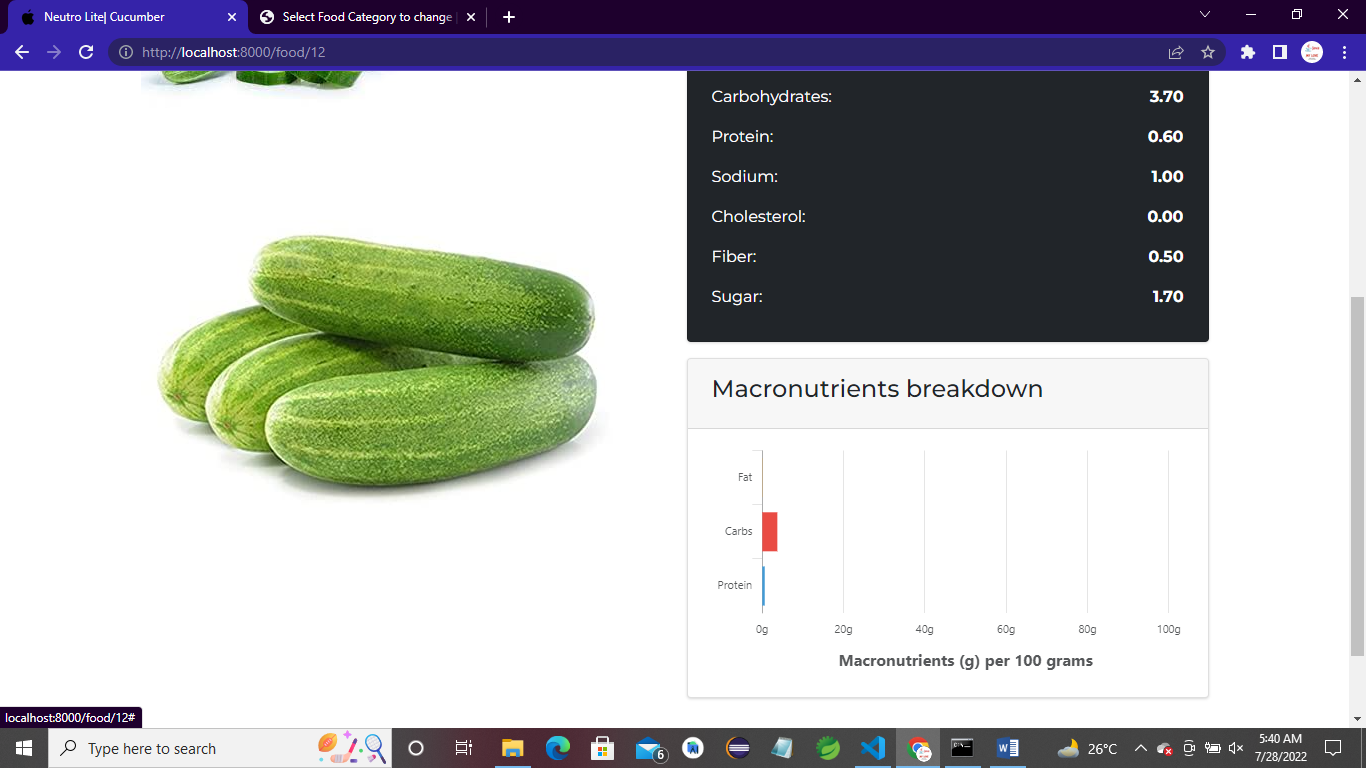 Neutro Lite| Cucumber
Select Food Category to change
http://localhost:8000/food/12
Carbohydrates: 3.70
Protein: 0.60
Sodium: 1.00
Cholesterol: 0.00
Fiber: 0.50
Sugar: 1.70
Macronutrients breakdown
Fat
Carbs
Protein
0g 20g 40g 60g 80g 100g
Macronutrients (g) per 100 grams
localhost:8000/food/12#
Type here to search
6
26°C
5:40 AM
7/28/2022